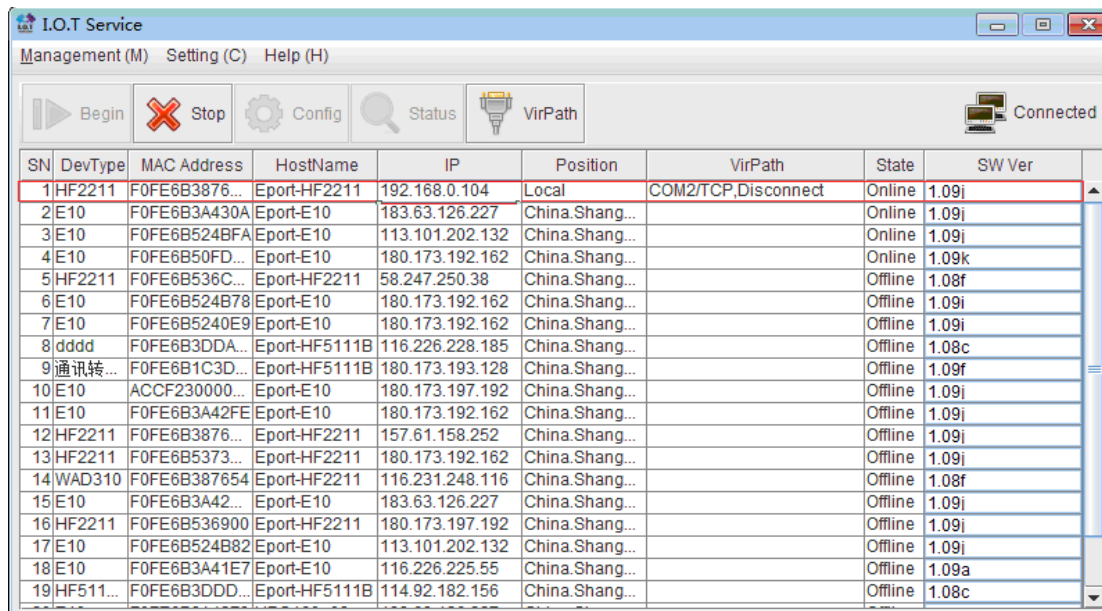 I.O.T Service
Management (M) Setting (C) Help (H)
Begin Stop Config Status VirPath Connected
SN DevType MAC Address HostName IP Position VirPath State SW Ver
1 HF2211 F0FE6B3876... Eport-HF2211 192.168.0.104 Local COM2/TCP,Disconnect Online 1.09j
2 E10 F0FE6B3A430A Eport-E10 183.63.126.227 China.Shang... Online 1.09j
3 E10 F0FE6B524BFA Eport-E10 113.101.202.132 China.Shang... Online 1.09j
4 E10 F0FE6B50FD... Eport-E10 180.173.192.162 China.Shang... Online 1.09k
5 HF2211 F0FE6B536C... Eport-HF2211 58.247.250.38 China.Shang... Offline 1.08f
6 E10 F0FE6B524B78 Eport-E10 180.173.192.162 China.Shang... Offline 1.09i
7 E10 F0FE6B5240E9 Eport-E10 180.173.192.162 China.Shang... Offline 1.09i
8 dddd F0FE6B3DDA... Eport-HF5111B 116.226.228.185 China.Shang... Offline 1.08c
9 通讯转... F0FE6B1C3D... Eport-HF5111B 180.173.193.128 China.Shang... Offline 1.09f
10 E10 ACCF230000... Eport-E10 180.173.197.192 China.Shang... Offline 1.09j
11 E10 F0FE6B3A42FE Eport-E10 180.173.192.162 China.Shang... Offline 1.09j
12 HF2211 F0FE6B3876... Eport-HF2211 157.61.158.252 China.Shang... Offline 1.09j
13 HF2211 F0FE6B5373... Eport-HF2211 180.173.192.162 China.Shang... Offline 1.09j
14 WAD310 F0FE6B387654 Eport-HF2211 116.231.248.116 China.Shang... Offline 1.08f
15 E10 F0FE6B3A42... Eport-E10 183.63.126.227 China.Shang... Offline 1.09j
16 HF2211 F0FE6B536900 Eport-HF2211 180.173.197.192 China.Shang... Offline 1.09j
17 E10 F0FE6B524B82 Eport-E10 113.101.202.132 China.Shang... Offline 1.09j
18 E10 F0FE6B3A41E7 Eport-E10 116.226.225.55 China.Shang... Offline 1.09a
19 HF511... F0FE6B3DDD... Eport-HF5111B 114.92.182.156 China.Shang... Offline 1.08c